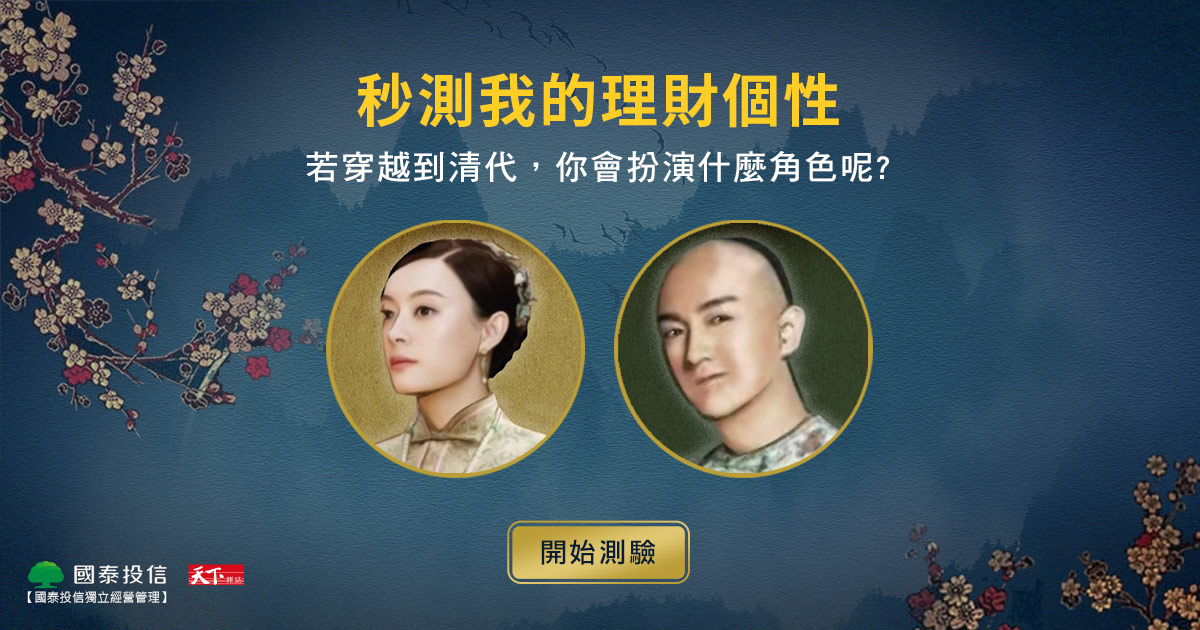 秒測我的理財個性
若穿越到清代，你會扮演什麼角色呢?
開始測驗
國泰投信 天下雜誌
【國泰投信獨立經營管理】